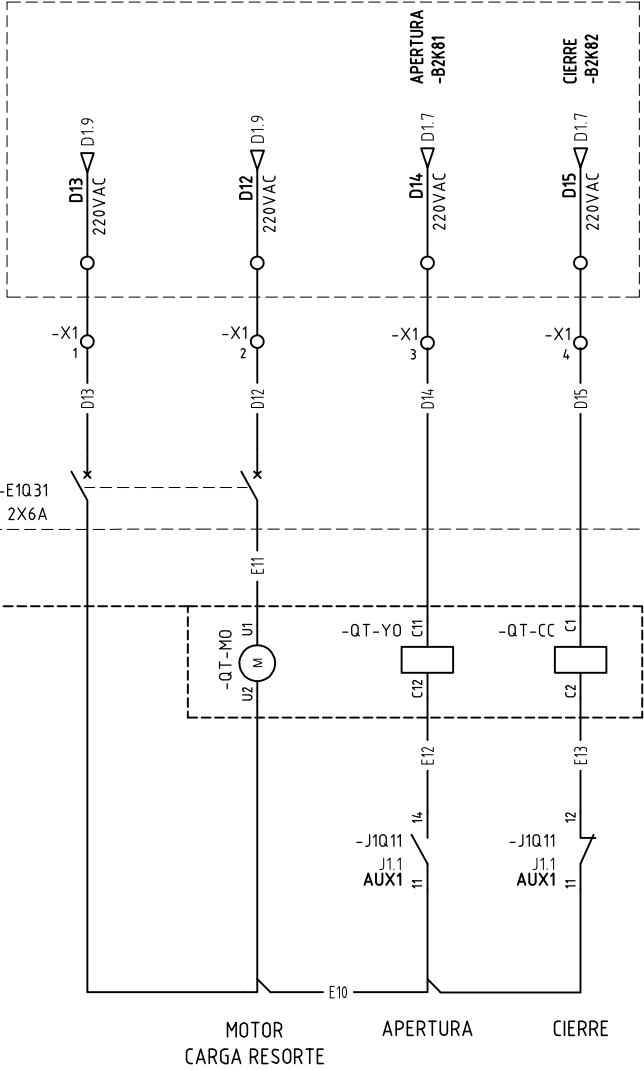 APERTURA
-B2K81
CIERRE
-B2K82
D1.9
D1.9
D1.7
D1.7
D13
220VAC
D12
220VAC
D14
220VAC
D15
220VAC
-X1
1
-X1
2
-X1
3
-X1
4
D13
D12
D14
D15
-E1Q31
2X6A
E11
-QT-MO
U1
M
U2
-QT-YO
C11
C12
-QT-CC
C1
C2
E12
E13
14
-J1Q11
J1.1
AUX1
11
12
-J1Q11
J1.1
AUX1
11
E10
MOTOR
CARGA RESORTE
APERTURA
CIERRE